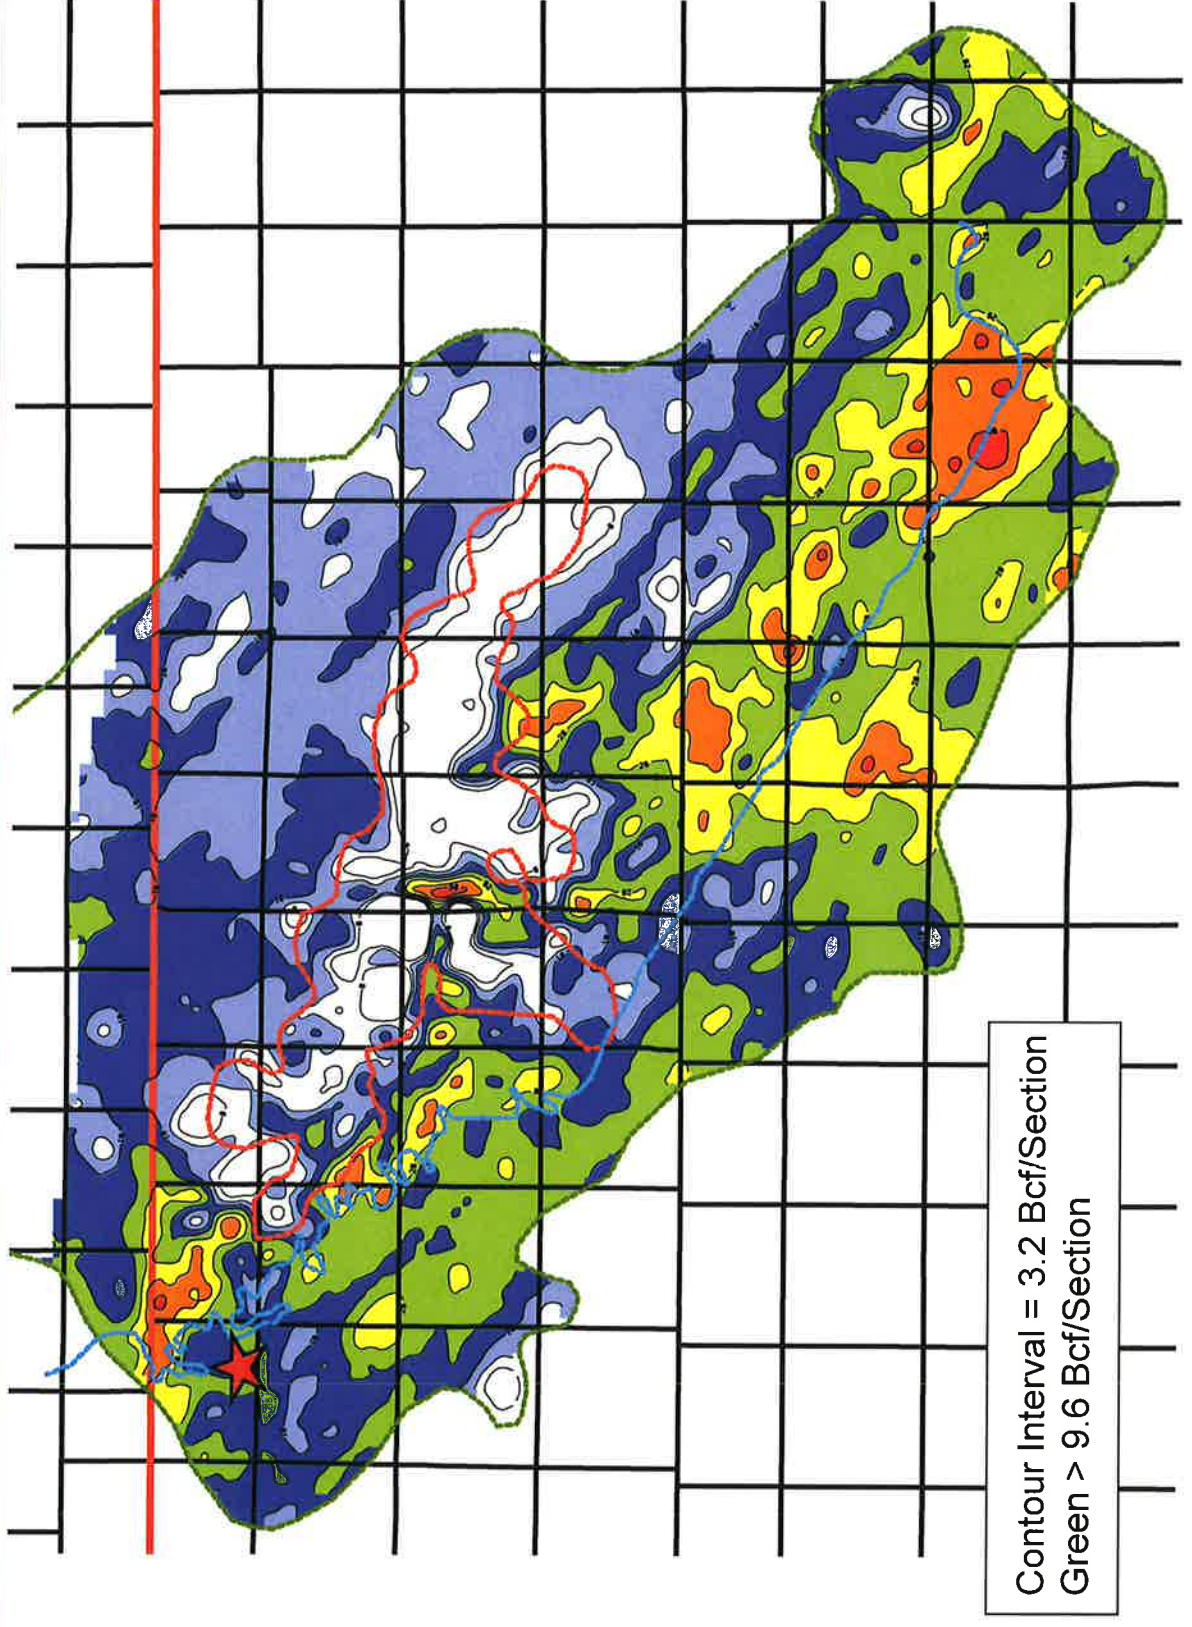 Contour Interval = 3.2 Bcf/Section
Green > 9.6 Bcf/Section